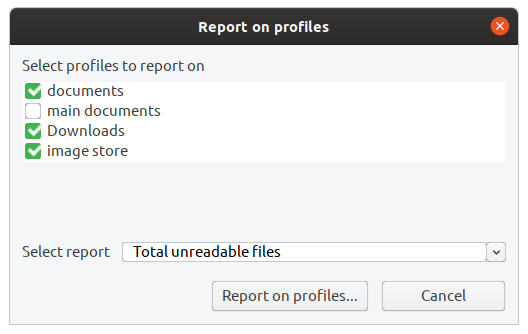 Report on profiles
Select profiles to report on
documents
main documents
Downloads
image store
Select report Total unreadable files
Report on profiles... Cancel